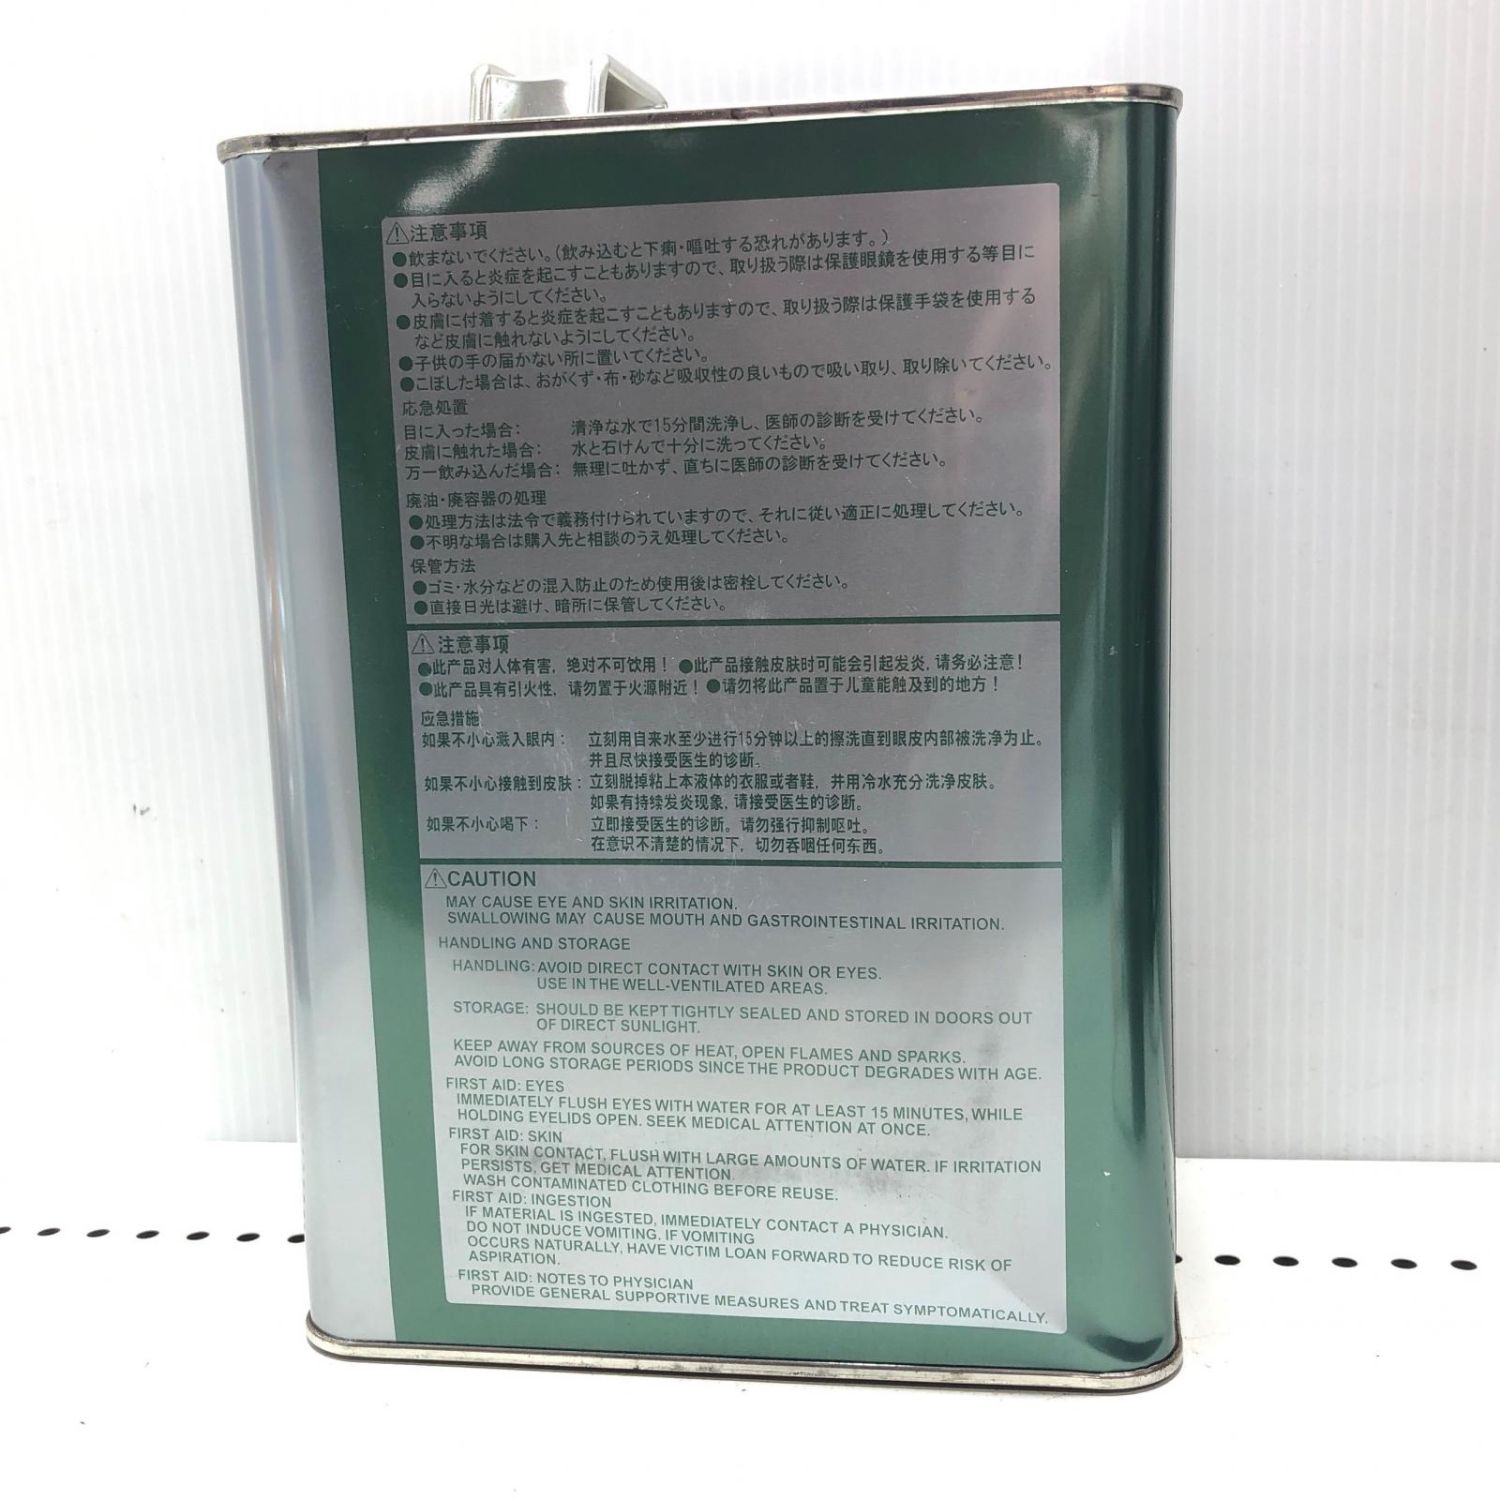 ⚠注意事項
●飲まないでください。(飲み込むと下痢・嘔吐する恐れがあります。)
●目に入ると炎症を起こすこともありますので、取り扱う際は保護眼鏡を使用する等目に
入らないようにしてください。
●皮膚に付着すると炎症を起こすこともありますので、取り扱う際は保護手袋を使用する
など皮膚に触れないようにしてください。
●子供の手の届かない所に置いてください。
●こぼした場合は、おがくず・布・砂など吸収性の良いもので吸い取り、取り除いてください。
応急処置
目に入った場合: 清浄な水で15分間洗浄し、医師の診断を受けてください。
皮膚に触れた場合: 水と石けんで十分に洗ってください。
万一飲み込んだ場合: 無理に吐かず、直ちに医師の診断を受けてください。
廃油・廃容器の処理
●処理方法は法令で義務付けられていますので、それに従い適正に処理してください。
●不明な場合は購入先と相談のうえ処理してください。
保管方法
●ゴミ・水分などの混入防止のため使用後は密栓してください。
●直接日光は避け、暗所に保管してください。
⚠注意事項
●此产品对人体有害，绝对不可饮用！ ●此产品接触皮肤时可能会引起发炎，请务必注意！
●此产品具有引火性，请勿置于火源附近！ ●请勿将此产品置于儿童能触及到的地方！
应急措施
如果不小心溅入眼内： 立刻用自来水至少进行15分钟以上的擦洗直到眼皮内部被洗净为止。
并且尽快接受医生的诊断。
如果不小心接触到皮肤： 立刻脱掉粘上本液体的衣服或者鞋，并用冷水充分洗净皮肤。
如果有持续发炎现象，请接受医生的诊断。
如果不小心喝下： 立即接受医生的诊断。请勿强行抑制呕吐。
在意识不清楚的情况下，切勿吞咽任何东西。
⚠CAUTION
MAY CAUSE EYE AND SKIN IRRITATION.
SWALLOWING MAY CAUSE MOUTH AND GASTROINTESTINAL IRRITATION.
HANDLING AND STORAGE
HANDLING: AVOID DIRECT CONTACT WITH SKIN OR EYES.
USE IN THE WELL-VENTILATED AREAS.
STORAGE: SHOULD BE KEPT TIGHTLY SEALED AND STORED IN DOORS OUT
OF DIRECT SUNLIGHT.
KEEP AWAY FROM SOURCES OF HEAT, OPEN FLAMES AND SPARKS.
AVOID LONG STORAGE PERIODS SINCE THE PRODUCT DEGRADES WITH AGE.
FIRST AID: EYES
IMMEDIATELY FLUSH EYES WITH WATER FOR AT LEAST 15 MINUTES, WHILE
HOLDING EYELIDS OPEN. SEEK MEDICAL ATTENTION AT ONCE.
FIRST AID: SKIN
FOR SKIN CONTACT, FLUSH WITH LARGE AMOUNTS OF WATER. IF IRRITATION
PERSISTS, GET MEDICAL ATTENTION.
WASH CONTAMINATED CLOTHING BEFORE REUSE.
FIRST AID: INGESTION
IF MATERIAL IS INGESTED, IMMEDIATELY CONTACT A PHYSICIAN.
DO NOT INDUCE VOMITING, IF VOMITING
OCCURS NATURALLY, HAVE VICTIM LOAN FORWARD TO REDUCE RISK OF
ASPIRATION.
FIRST AID: NOTES TO PHYSICIAN
PROVIDE GENERAL SUPPORTIVE MEASURES AND TREAT SYMPTOMATICALLY.